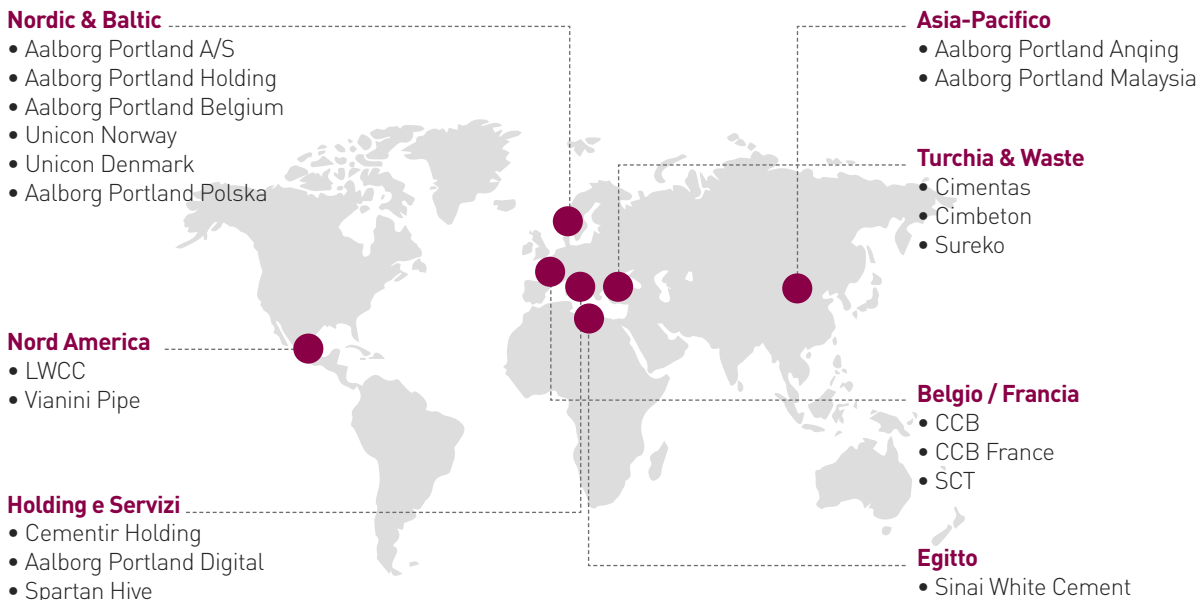 Nordic & Baltic
• Aalborg Portland A/S
• Aalborg Portland Holding
• Aalborg Portland Belgium
• Unicon Norway
• Unicon Denmark
• Aalborg Portland Polska
Nord America
• LWCC
• Vianini Pipe
Holding e Servizi
• Cementir Holding
• Aalborg Portland Digital
• Spartan Hive
Asia-Pacifico
• Aalborg Portland Anqing
• Aalborg Portland Malaysia
Turchia & Waste
• Cimentas
• Cimbeton
• Sureko
Belgio / Francia
• CCB
• CCB France
• SCT
Egitto
• Sinai White Cement